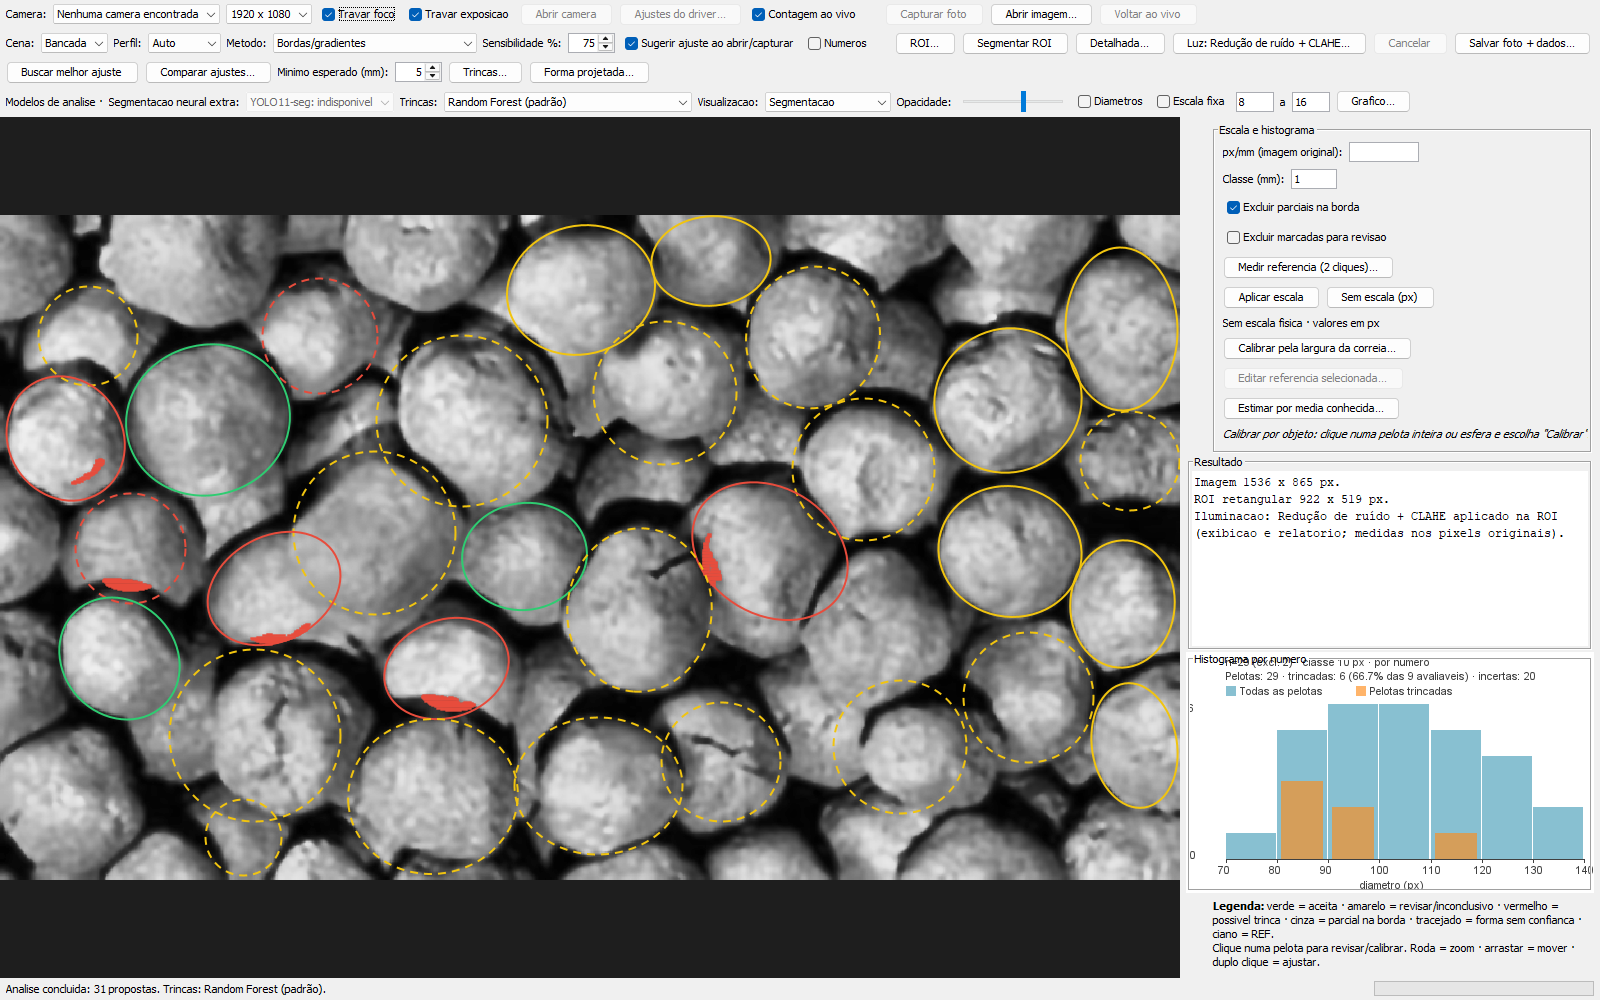 Camera: Nenhuma camera encontrada 1920 x 1080 Travar foco Travar exposicao Abrir camera Ajustes do driver... Contagem ao vivo Capturar foto Abrir imagem... Voltar ao vivo
Cena: Bancada Perfil: Auto Metodo: Bordas/gradientes Sensibilidade %: 75 Sugerir ajuste ao abrir/capturar Numeros ROI... Segmentar ROI Detalhada... Luz: Redução de ruído + CLAHE... Cancelar Salvar foto + dados...
Buscar melhor ajuste Comparar ajustes... Minimo esperado (mm): 5 Trincas... Forma projetada...
Modelos de analise · Segmentacao neural extra: YOLO11-seg: indisponivel Trincas: Random Forest (padrão) Visualizacao: Segmentacao Opacidade: Diametros Escala fixa 8 a 16 Grafico...
Escala e histograma
px/mm (imagem original):
Classe (mm): 1
Excluir parciais na borda
Excluir marcadas para revisao
Medir referencia (2 cliques)...
Aplicar escala Sem escala (px)
Sem escala fisica · valores em px
Calibrar pela largura da correia...
Editar referencia selecionada...
Estimar por media conhecida...
Calibrar por objeto: clique numa pelota inteira ou esfera e escolha "Calibrar"
Resultado
Imagem 1536 x 865 px.
ROI retangular 922 x 519 px.
Iluminacao: Redução de ruído + CLAHE aplicado na ROI
(exibicao e relatorio; medidas nos pixels originais).
Histograma por numero
n=29 (excl. 2) · classe 10 px · por numero
Pelotas: 29 · trincadas: 6 (66.7% das 9 avaliaveis) · incertas: 20
Todas as pelotas Pelotas trincadas
6
0
70 80 90 100 110 120 130 140
diametro (px)
Legenda: verde = aceita · amarelo = revisar/inconclusivo · vermelho =
possivel trinca · cinza = parcial na borda · tracejado = forma sem confianca ·
ciano = REF.
Clique numa pelota para revisar/calibrar. Roda = zoom · arrastar = mover ·
duplo clique = ajustar.
Analise concluida: 31 propostas. Trincas: Random Forest (padrão).